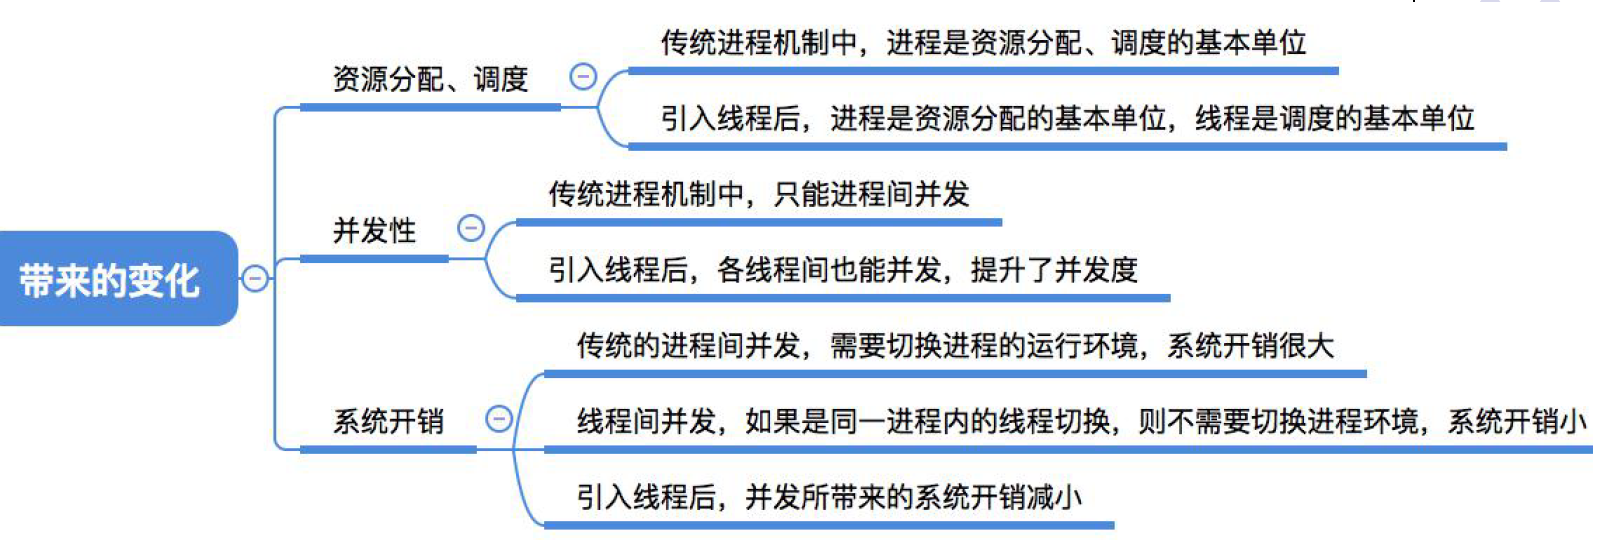 带来的变化
资源分配、调度
传统进程机制中，进程是资源分配、调度的基本单位
引入线程后，进程是资源分配的基本单位，线程是调度的基本单位
并发性
传统进程机制中，只能进程间并发
引入线程后，各线程间也能并发，提升了并发度
系统开销
传统的进程间并发，需要切换进程的运行环境，系统开销很大
线程间并发，如果是同一进程内的线程切换，则不需要切换进程环境，系统开销小
引入线程后，并发所带来的系统开销减小